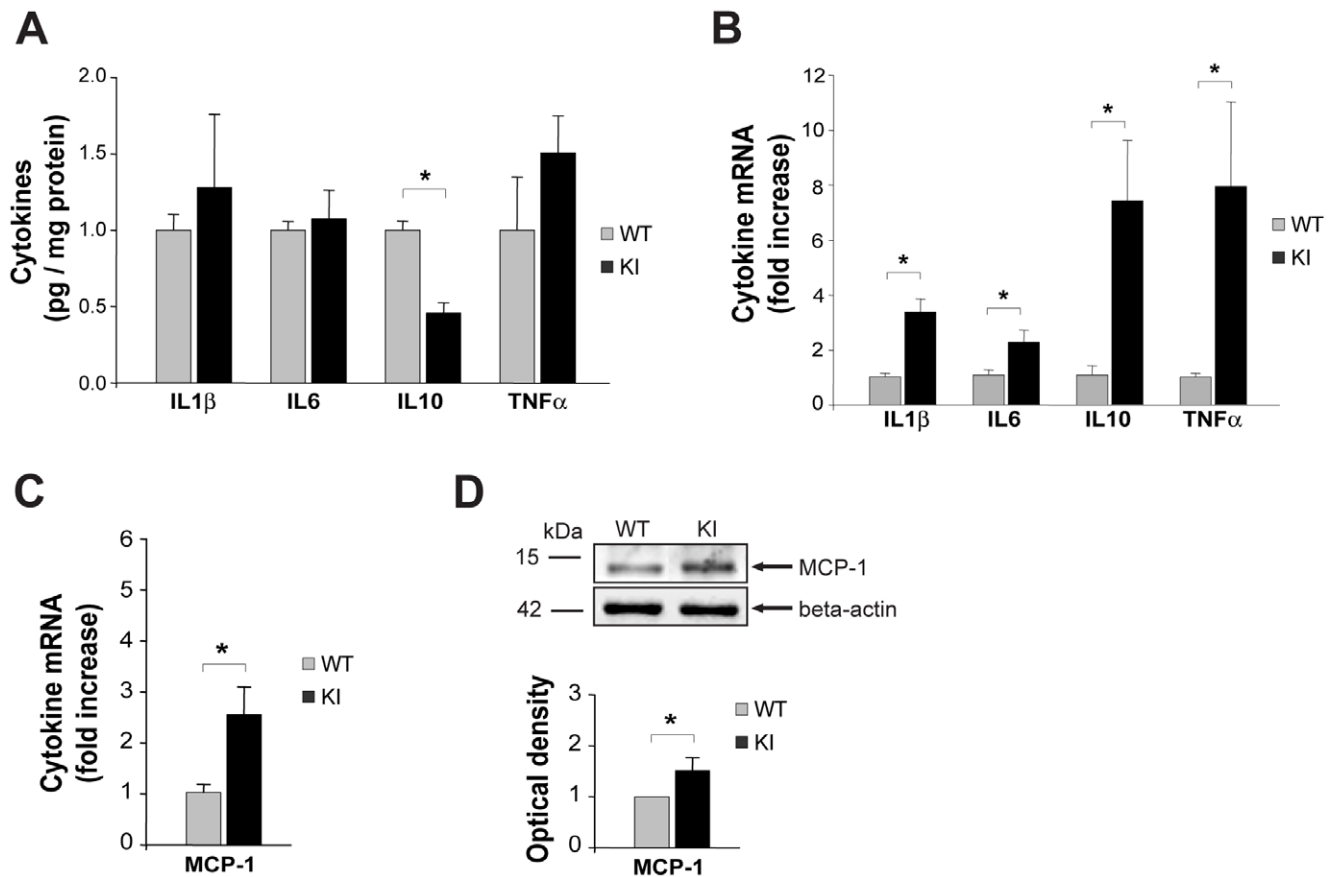 A
Cytokines
(pg / mg protein)
2.0
1.5
1.0
0.5
0.0
*
IL1β
IL6
IL10
TNFα
WT
KI
B
Cytokine mRNA
(fold increase)
12
10
8
6
4
2
0
*
*
*
*
IL1β
IL6
IL10
TNFα
WT
KI
C
Cytokine mRNA
(fold increase)
6
5
4
3
2
1
0
*
MCP-1
WT
KI
D
kDa
WT
KI
15
MCP-1
42
beta-actin
Optical density
3
2
1
0
*
MCP-1
WT
KI